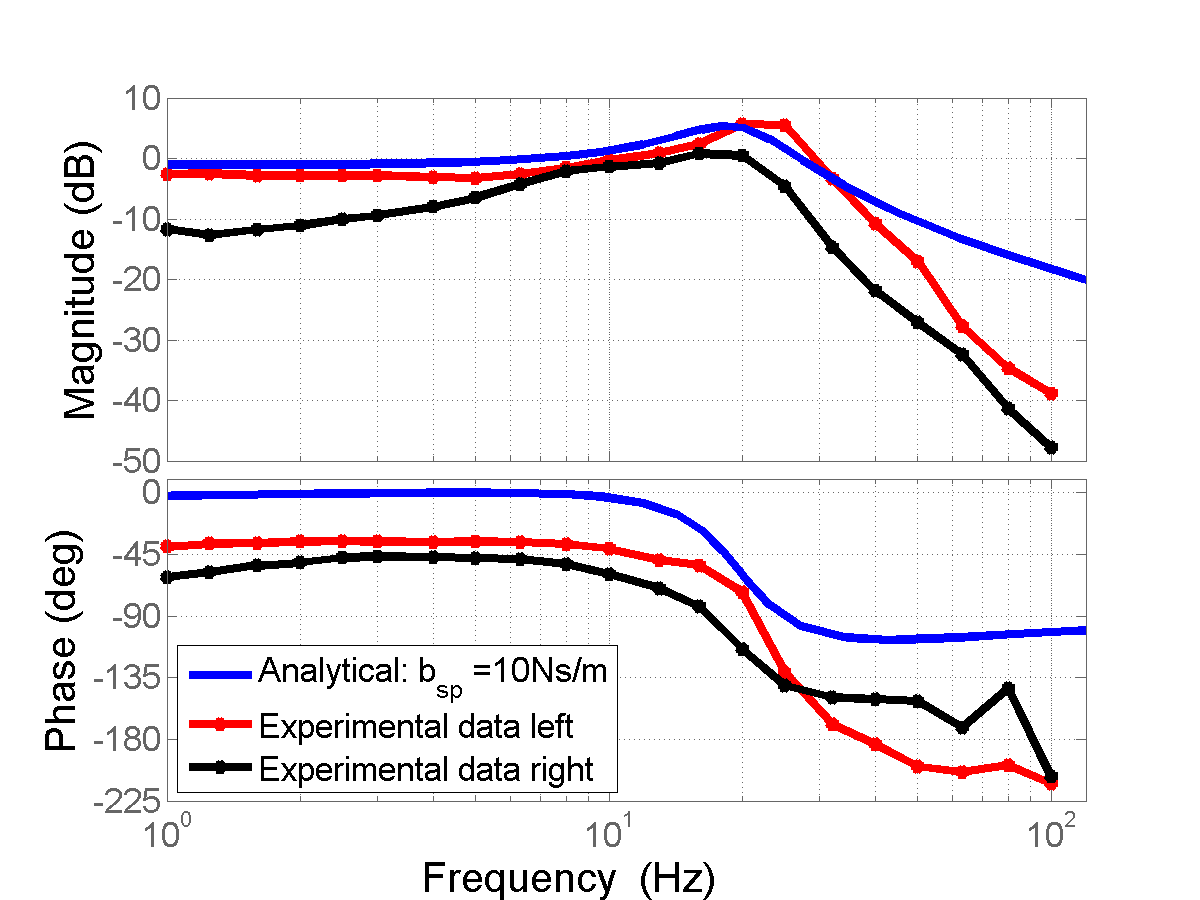 10
0
-10
-20
-30
-40
-50
Magnitude (dB)
0
-45
-90
-135
-180
-225
Phase (deg)
Analytical: b_sp =10Ns/m
Experimental data left
Experimental data right
10^0 10^1 10^2
Frequency (Hz)